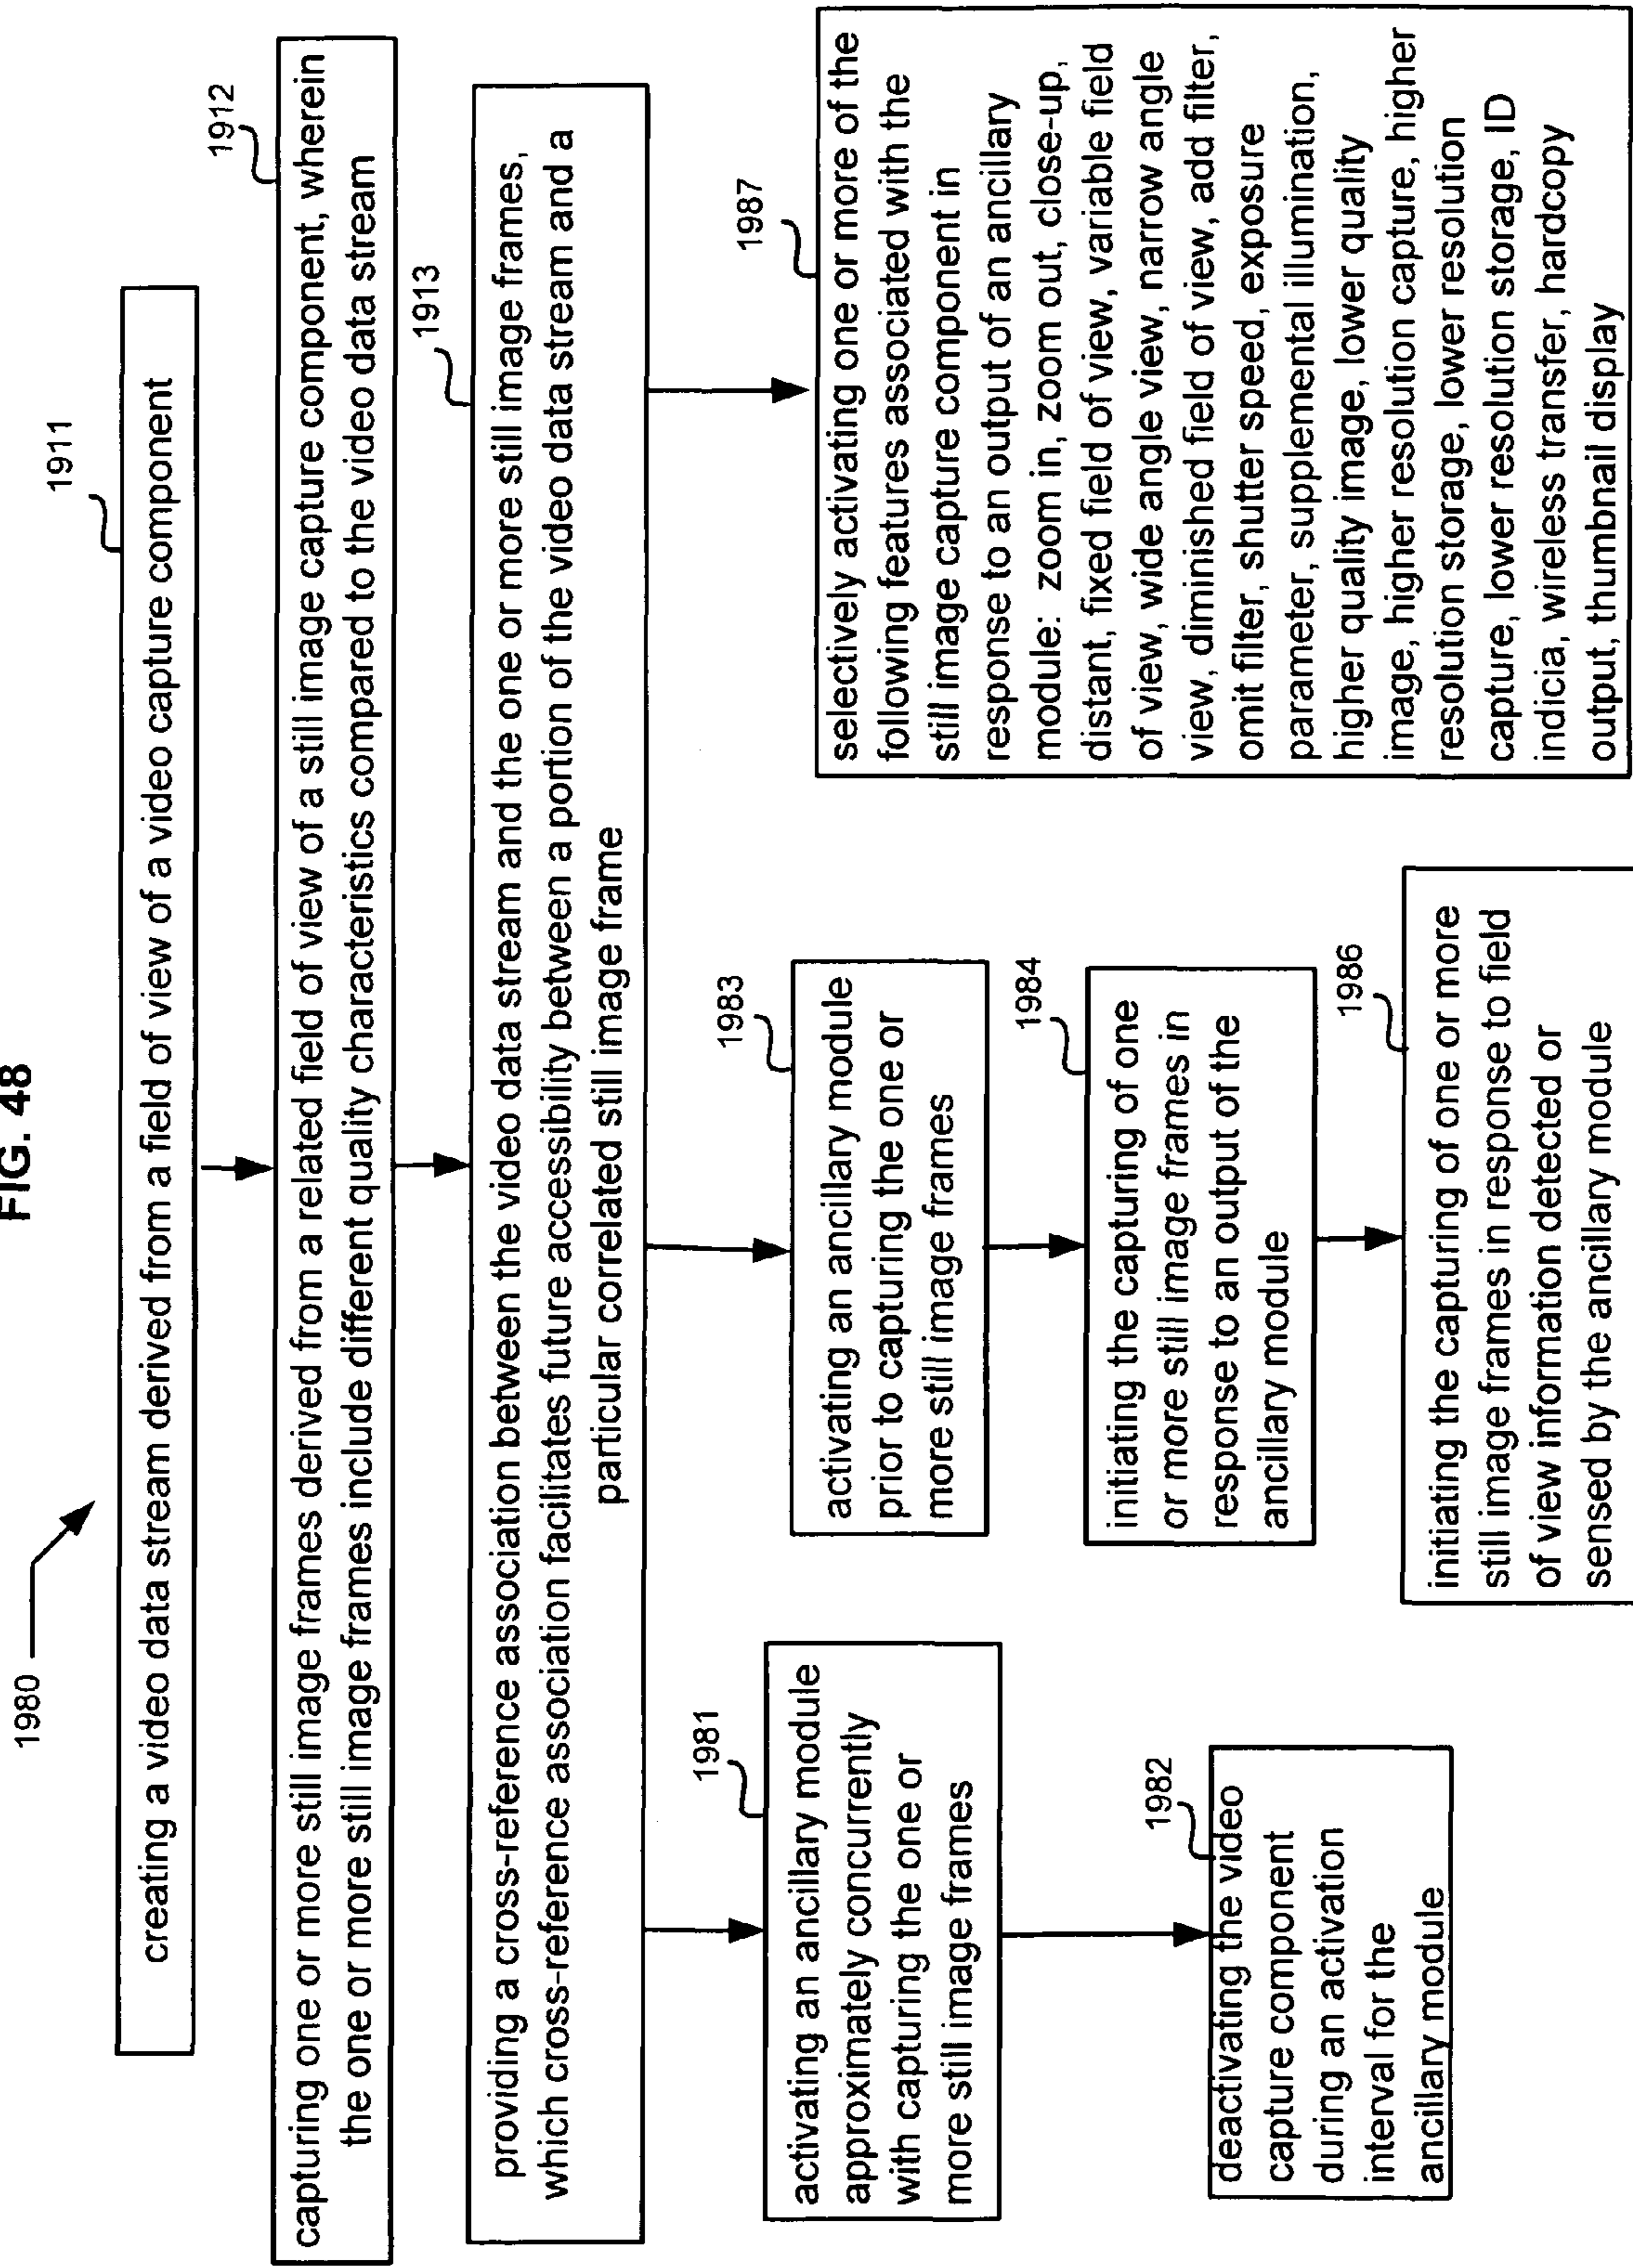 FIG. 48
1980
1911
creating a video data stream derived from a field of view of a video capture component
1912
capturing one or more still image frames derived from a related field of view of a still image capture component, wherein
the one or more still image frames include different quality characteristics compared to the video data stream
1913
providing a cross-reference association between the video data stream and the one or more still image frames,
which cross-reference association facilitates future accessibility between a portion of the video data stream and a
particular correlated still image frame
1981
activating an ancillary module
approximately concurrently
with capturing the one or
more still image frames
1982
deactivating the video
capture component
during an activation
interval for the
ancillary module
1983
activating an ancillary module
prior to capturing the one or
more still image frames
1984
initiating the capturing of one
or more still image frames in
response to an output of the
ancillary module
1986
initiating the capturing of one or more
still image frames in response to field
of view information detected or
sensed by the ancillary module
1987
selectively activating one or more of the
following features associated with the
still image capture component in
response to an output of an ancillary
module: zoom in, zoom out, close-up,
distant, fixed field of view, variable field
of view, wide angle view, narrow angle
view, diminished field of view, add filter,
omit filter, shutter speed, exposure
parameter, supplemental illumination,
higher quality image, lower quality
image, higher resolution capture, higher
resolution storage, lower resolution
capture, lower resolution storage, ID
indicia, wireless transfer, hardcopy
output, thumbnail display